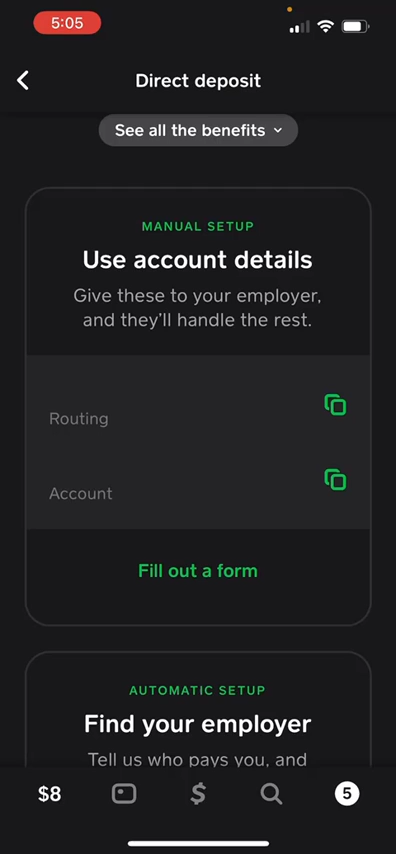 5:05
Direct deposit
See all the benefits
MANUAL SETUP
Use account details
Give these to your employer,
and they'll handle the rest.
Routing
Account
Fill out a form
AUTOMATIC SETUP
Find your employer
Tell us who pays you, and
$8
$
5